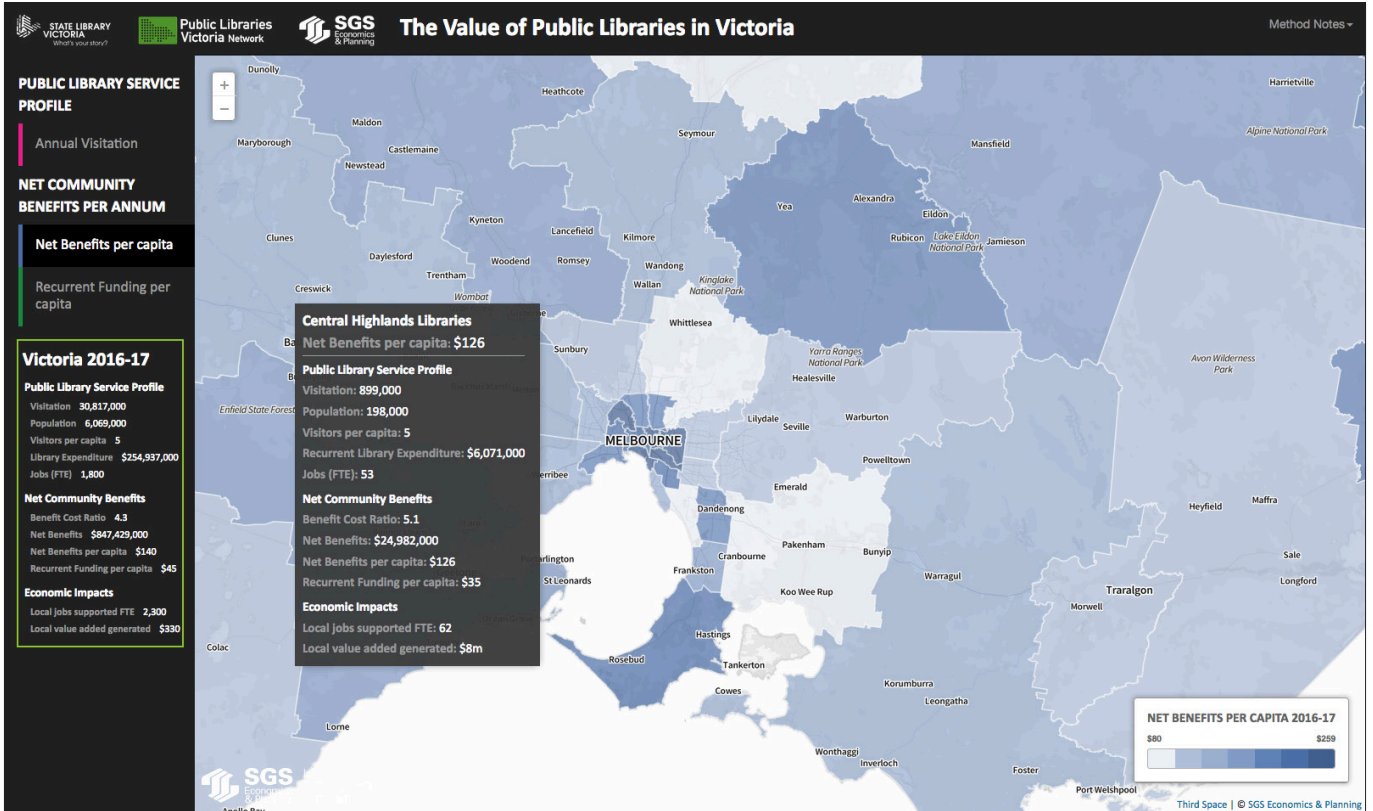 STATE LIBRARY
VICTORIA
What's your story?
Public Libraries
Victoria Network
SGS
Economics
& Planning
The Value of Public Libraries in Victoria
Method Notes
PUBLIC LIBRARY SERVICE
PROFILE
Annual Visitation
NET COMMUNITY
BENEFITS PER ANNUM
Net Benefits per capita
Recurrent Funding per
capita
Victoria 2016-17
Public Library Service Profile
Visitation 30,817,000
Population 6,069,000
Visitors per capita 5
Library Expenditure $254,937,000
Jobs (FTE) 1,800
Net Community Benefits
Benefit Cost Ratio 4.3
Net Benefits $847,429,000
Net Benefits per capita $140
Recurrent Funding per capita $45
Economic Impacts
Local jobs supported FTE 2,300
Local value added generated $330
+
−
Dunolly
Heathcote
Harrietville
Maldon
Seymour
Alpine National Park
Maryborough
Castlemaine
Mansfield
Newstead
Yea
Alexandra
Eildon
Kyneton
Lancefield
Kilmore
Rubicon
Lake Eildon
National Park
Jamieson
Clunes
Daylesford
Woodend
Romsey
Wandong
Trentham
Wallan
Kinglake
National Park
Creswick
Wombat
Whittlesea
Central Highlands Libraries
Net Benefits per capita: $126
Public Library Service Profile
Visitation: 899,000
Population: 198,000
Visitors per capita: 5
Recurrent Library Expenditure: $6,071,000
Jobs (FTE): 53
Net Community Benefits
Benefit Cost Ratio: 5.1
Net Benefits: $24,982,000
Net Benefits per capita: $126
Recurrent Funding per capita: $35
Economic Impacts
Local jobs supported FTE: 62
Local value added generated: $8m
Sunbury
Yarra Ranges
National Park
Healesville
Avon Wilderness
Park
Enfield State Forest
Lilydale
Seville
Warburton
MELBOURNE
Powelltown
Emerald
Dandenong
Heyfield
Maffra
Pakenham
Bunyip
Cranbourne
Sale
Frankston
St Leonards
Warragul
Longford
Koo Wee Rup
Traralgon
Morwell
Hastings
Colac
Rosebud
Tankerton
Cowes
Korumburra
Leongatha
Lorne
Wonthaggi
Inverloch
Foster
Port Welshpool
Apollo Bay
SGS
Economics
& Planning
NET BENEFITS PER CAPITA 2016-17
$80 $259
Third Space | © SGS Economics & Planning